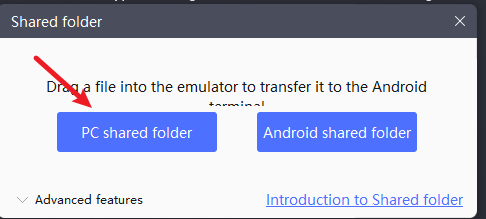 Shared folder
Drag a file into the emulator to transfer it to the Android
terminal
PC shared folder
Android shared folder
Advanced features
Introduction to Shared folder